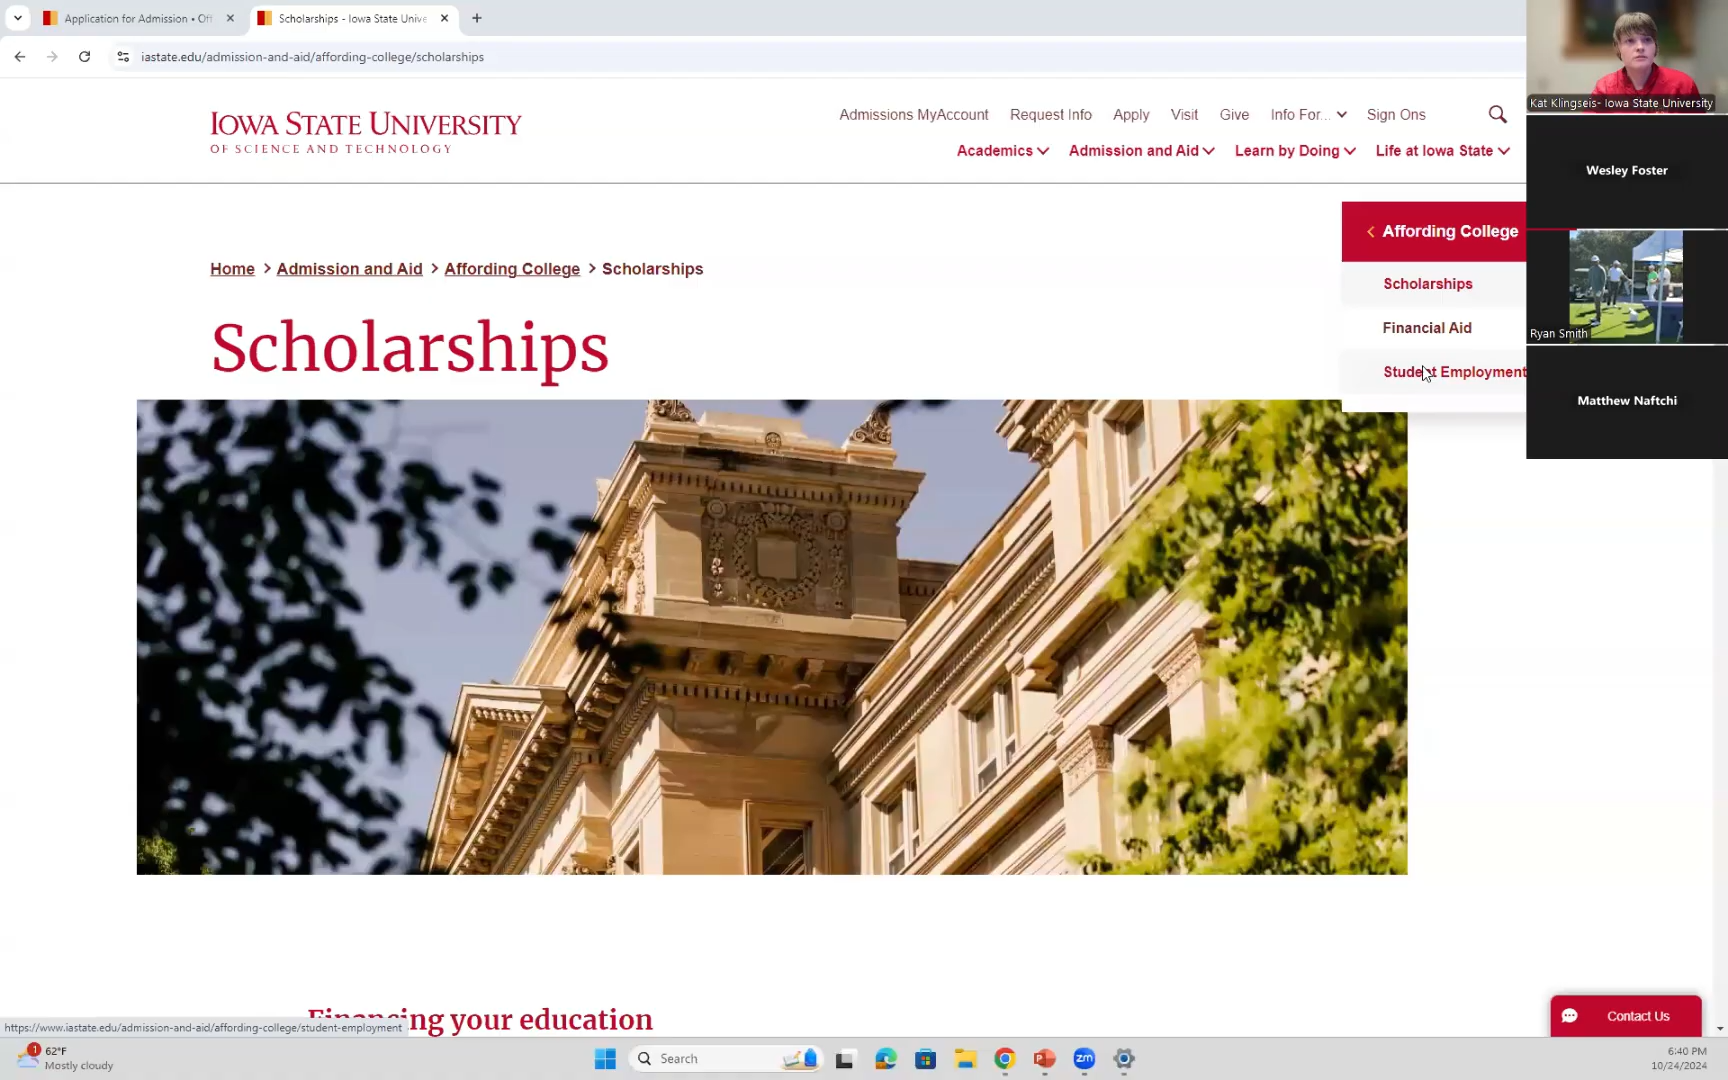 Application for Admission • Off
Scholarships - Iowa State Unive
iastate.edu/admission-and-aid/affording-college/scholarships
IOWA STATE UNIVERSITY
OF SCIENCE AND TECHNOLOGY
Admissions MyAccount Request Info Apply Visit Give Info For... Sign Ons
Academics Admission and Aid Learn by Doing Life at Iowa State
Kat Klingseis- Iowa State University
Wesley Foster
Ryan Smith
Matthew Naftchi
Affording College
Scholarships
Financial Aid
Student Employment
Home > Admission and Aid > Affording College > Scholarships
Scholarships
Financing your education
https://www.iastate.edu/admission-and-aid/affording-college/student-employment
Contact Us
1
62°F
Mostly cloudy
Search
zm
6:40 PM
10/24/2024